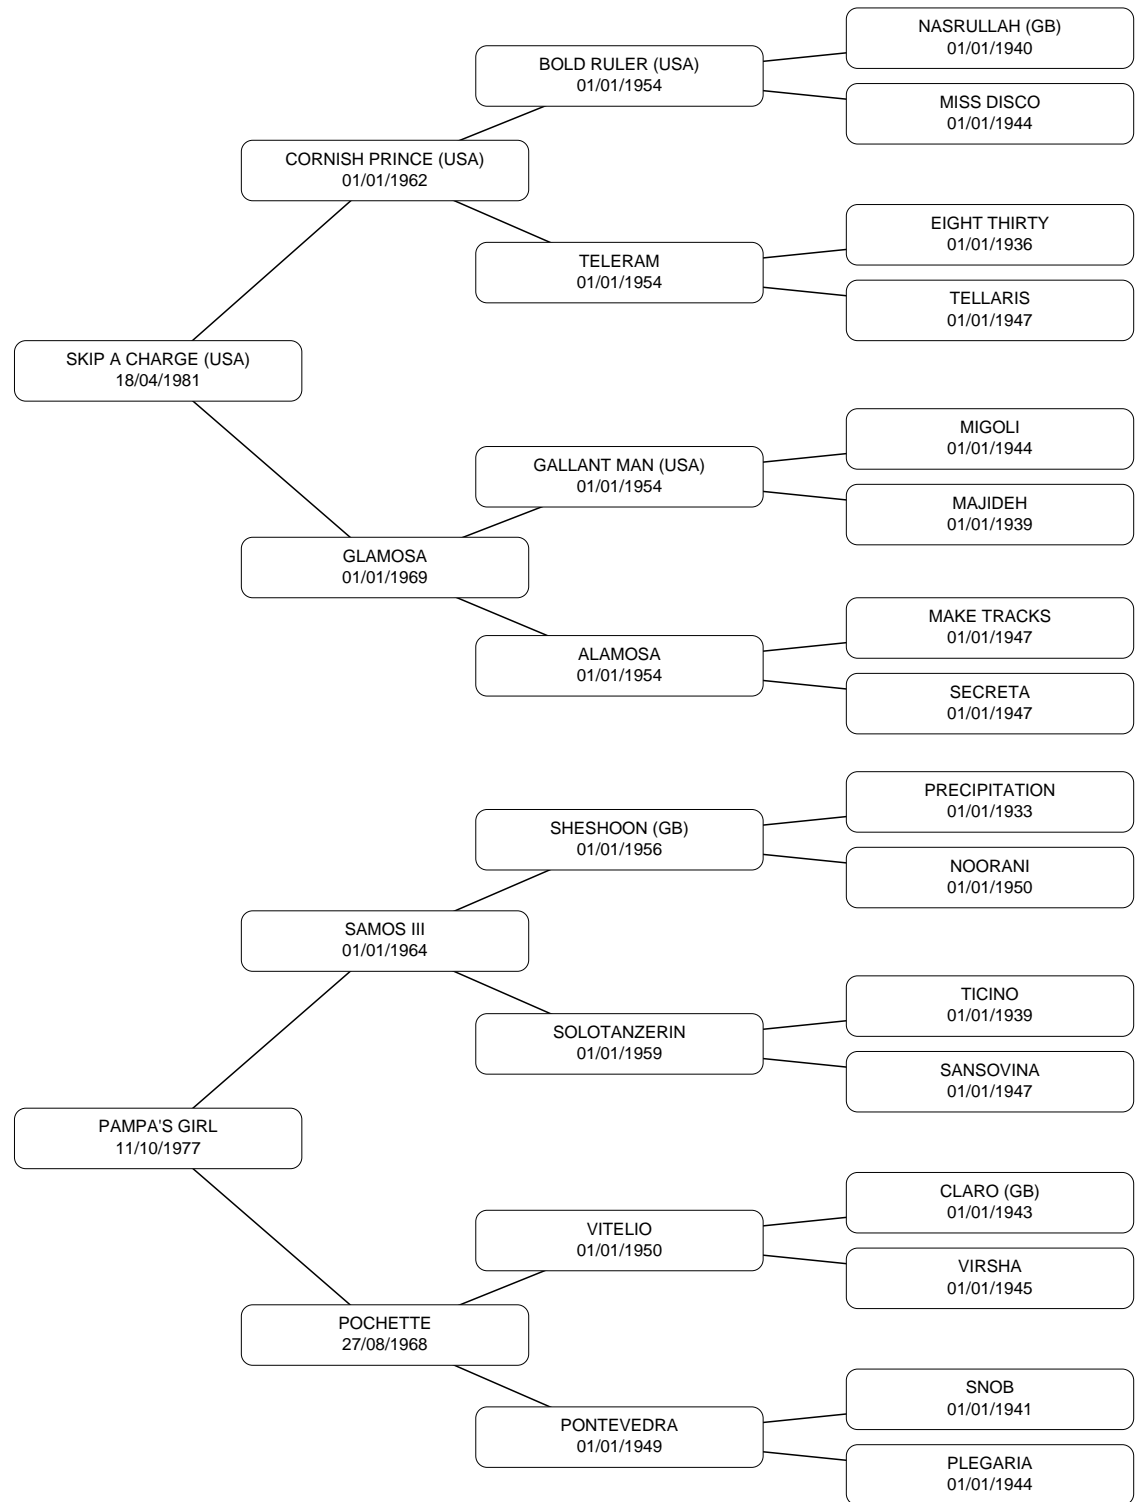 NASRULLAH (GB)
01/01/1940
BOLD RULER (USA)
01/01/1954
MISS DISCO
01/01/1944
CORNISH PRINCE (USA)
01/01/1962
EIGHT THIRTY
01/01/1936
TELERAM
01/01/1954
TELLARIS
01/01/1947
SKIP A CHARGE (USA)
18/04/1981
MIGOLI
01/01/1944
GALLANT MAN (USA)
01/01/1954
MAJIDEH
01/01/1939
GLAMOSA
01/01/1969
MAKE TRACKS
01/01/1947
ALAMOSA
01/01/1954
SECRETA
01/01/1947
PRECIPITATION
01/01/1933
SHESHOON (GB)
01/01/1956
NOORANI
01/01/1950
SAMOS III
01/01/1964
TICINO
01/01/1939
SOLOTANZERIN
01/01/1959
SANSOVINA
01/01/1947
PAMPA'S GIRL
11/10/1977
CLARO (GB)
01/01/1943
VITELIO
01/01/1950
VIRSHA
01/01/1945
POCHETTE
27/08/1968
SNOB
01/01/1941
PONTEVEDRA
01/01/1949
PLEGARIA
01/01/1944